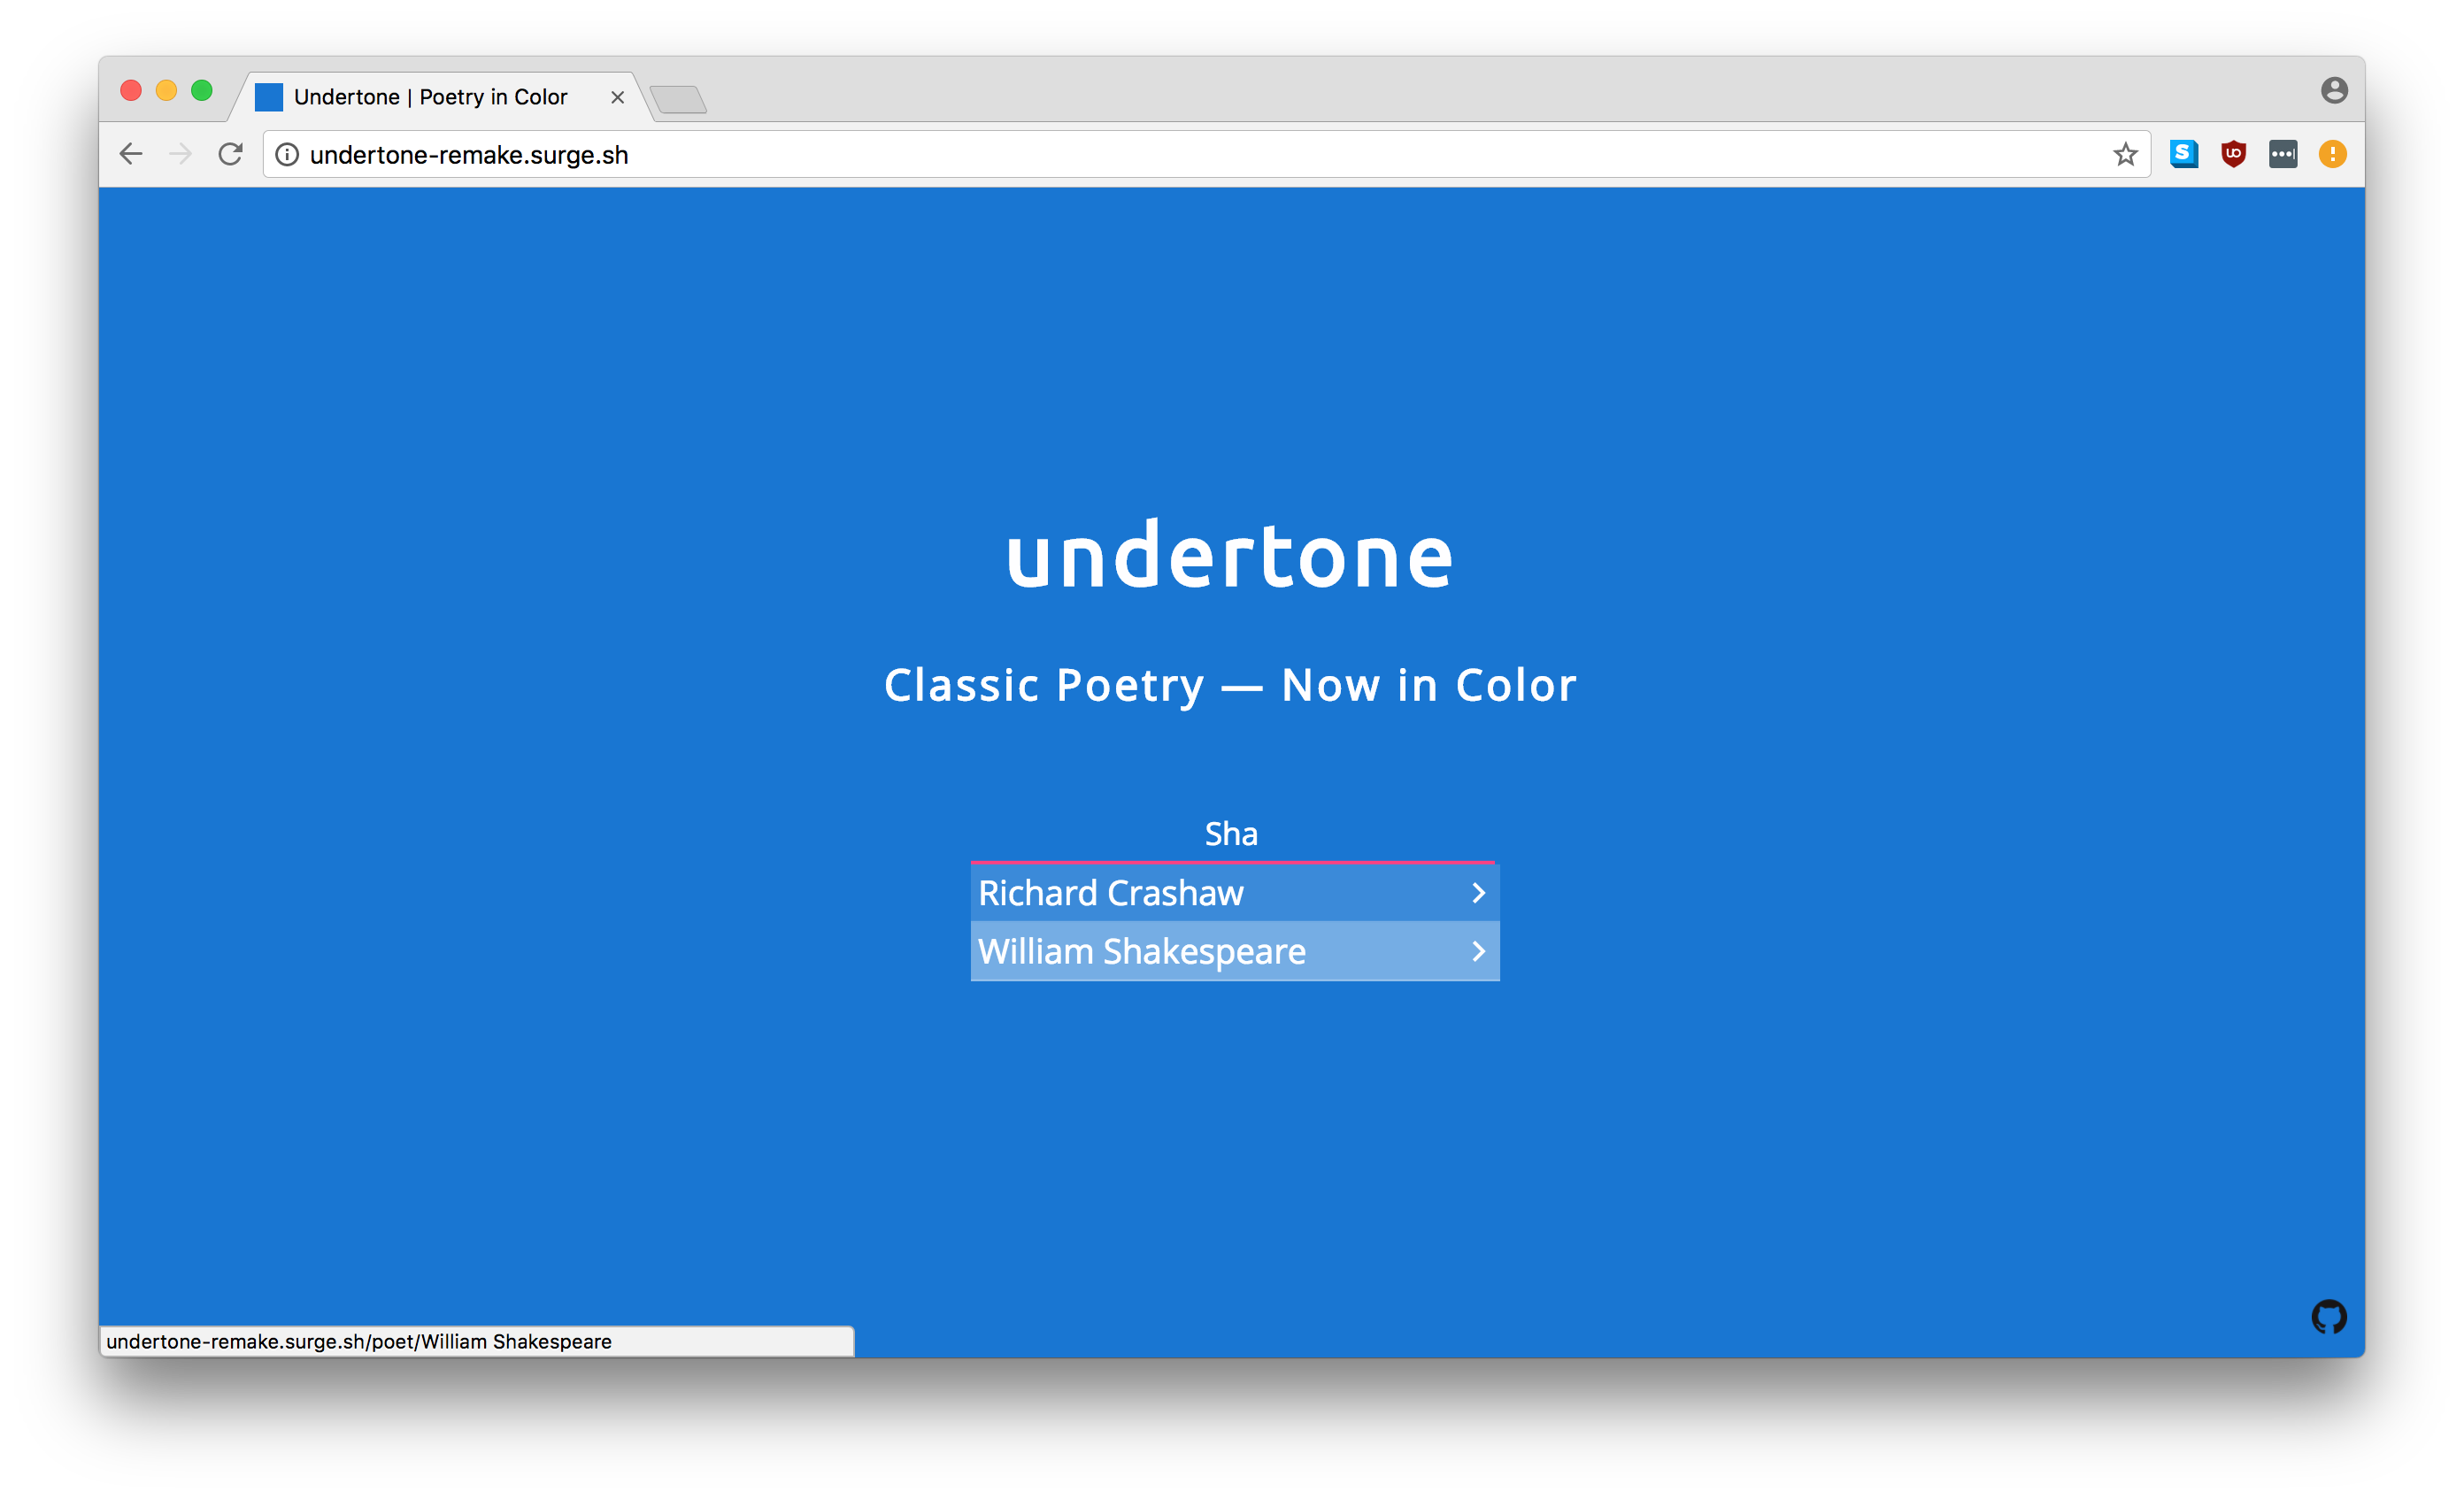 Undertone | Poetry in Color
undertone-remake.surge.sh
S
uo
undertone
Classic Poetry — Now in Color
Sha
Richard Crashaw
William Shakespeare
undertone-remake.surge.sh/poet/William Shakespeare